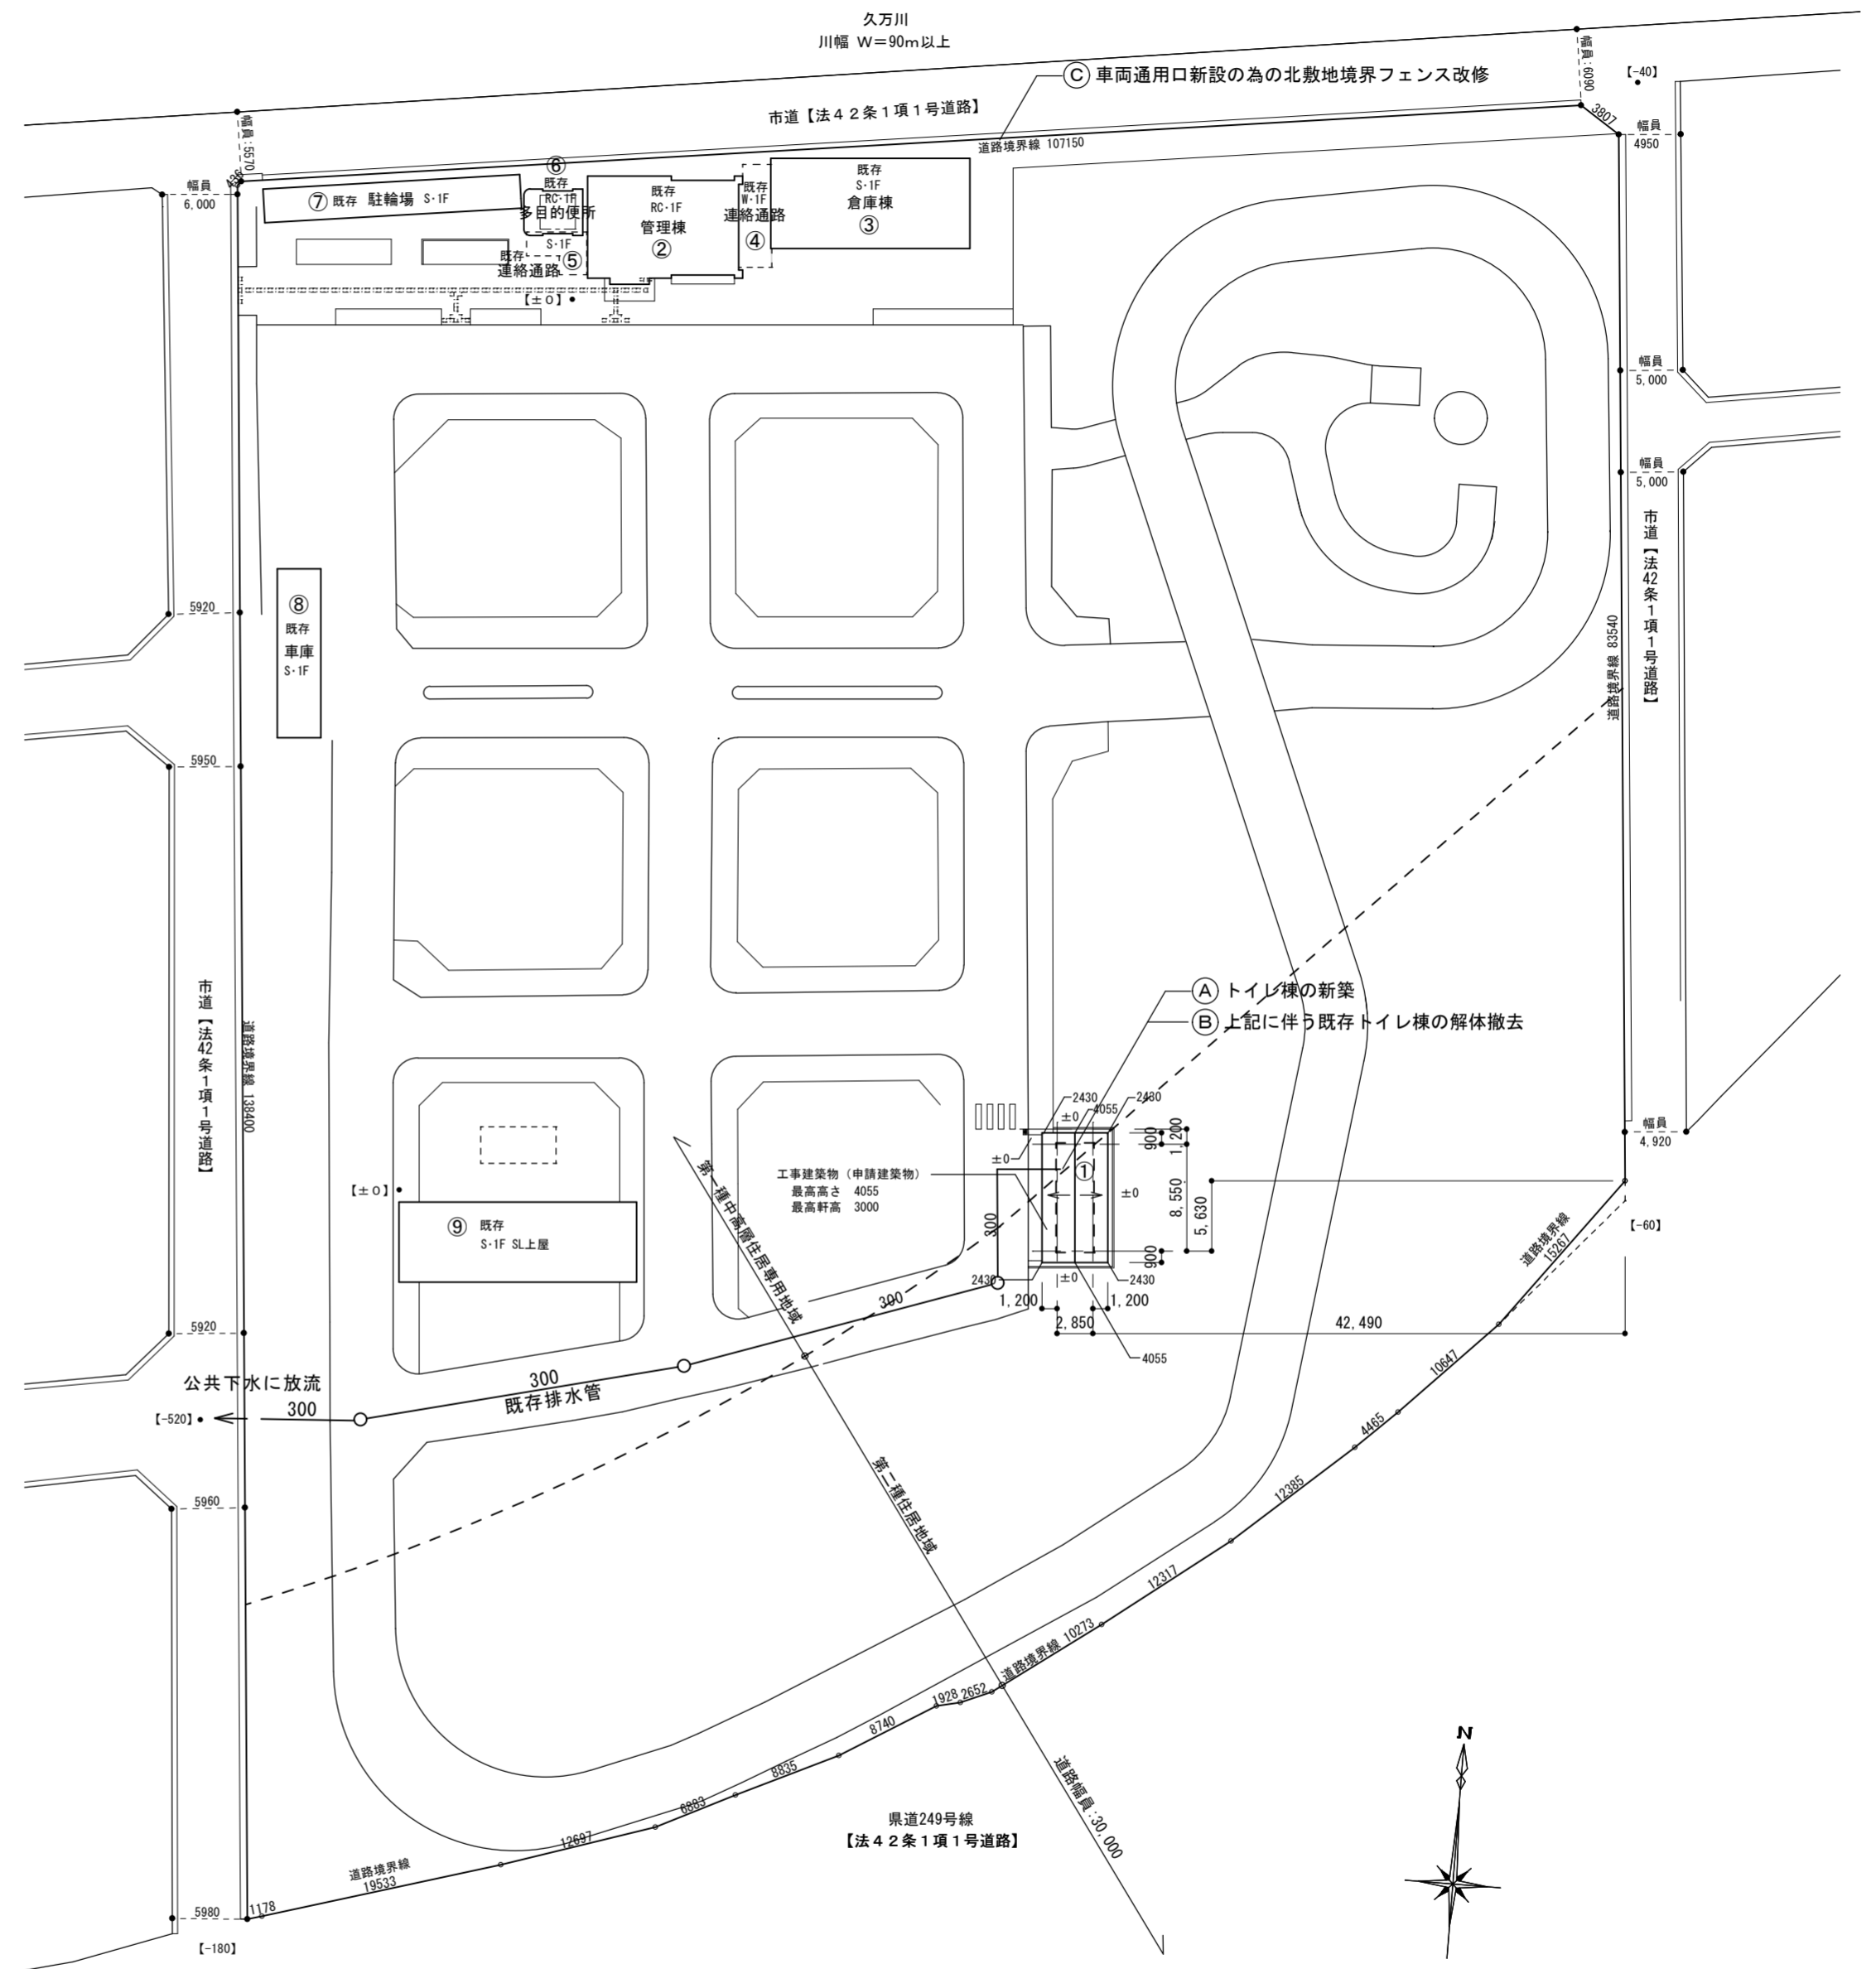 久万川
川幅 W=90m以上
Ⓒ 車両通用口新設の為の北敷地境界フェンス改修
幅員:6090
【-40】
市道【法42条1項1号道路】
道路境界線 107150
3807
幅員
4950
幅員:5570
426
幅員
6,000
⑦ 既存 駐輪場 S・1F
⑥
既存
RC・1F
多目的便所
S・1F
既存 ⑤
連絡通路
既存
RC・1F
管理棟
②
既存
W・1F
連絡通路
④
既存
S・1F
倉庫棟
③
【±0】
幅員
5,000
幅員
5,000
市道【法42条1項1号道路】
道路境界線 83540
5920
⑧
既存
車庫
S・1F
5950
市道【法42条1項1号道路】
道路境界線 138400
Ⓐ トイレ棟の新築
Ⓑ 上記に伴う既存トイレ棟の解体撤去
幅員
4,920
2430
4055
2430
±0
±0
900
1,200
①
±0
8,550
5,630
900
工事建築物（申請建築物）
最高高さ 4055
最高軒高 3000
300
2430
±0
2430
1,200
1,200
2,850
42,490
4055
【±0】
⑨ 既存
S・1F SL上屋
第一種中高層住居専用地域
第二種住居地域
300
300
既存排水管
300
公共下水に放流
【-520】
5920
5960
【-60】
道路境界線
15267
10647
4465
12385
12317
道路境界線 10273
2652
1928
8740
8835
6883
12697
道路境界線
19533
1178
5980
【-180】
道路幅員:30,000
県道249号線
【法42条1項1号道路】
N